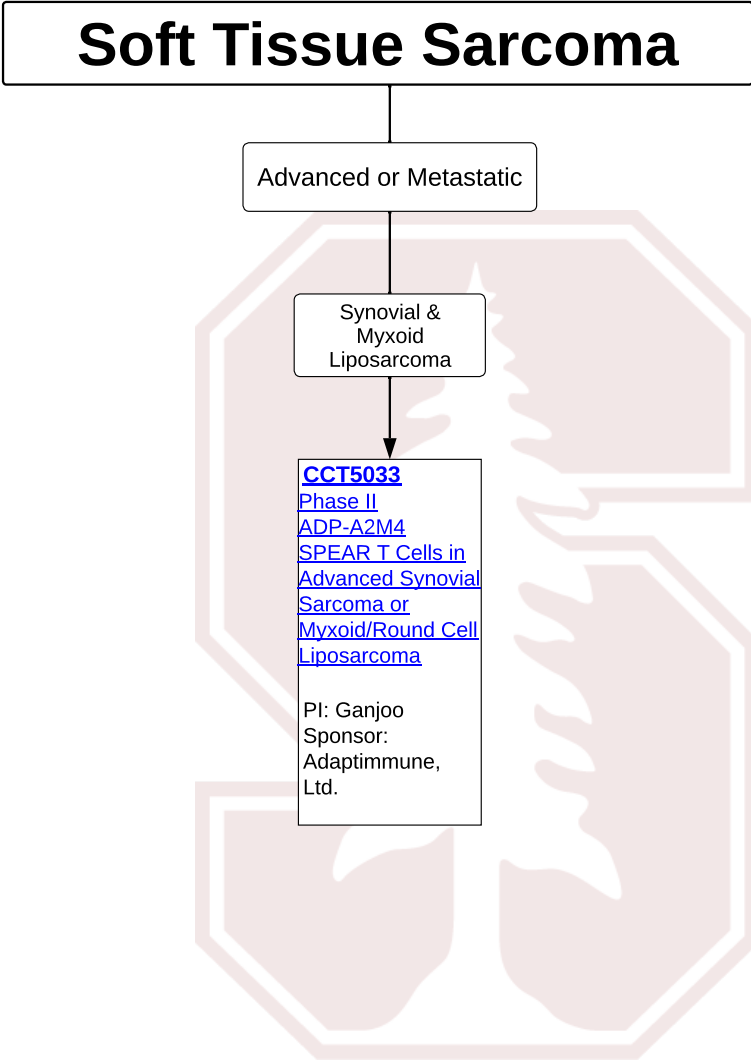 Soft Tissue Sarcoma
Advanced or Metastatic
Synovial &
Myxoid
Liposarcoma
CCT5033
Phase II
ADP-A2M4
SPEAR T Cells in
Advanced Synovial
Sarcoma or
Myxoid/Round Cell
Liposarcoma
PI: Ganjoo
Sponsor:
Adaptimmune,
Ltd.